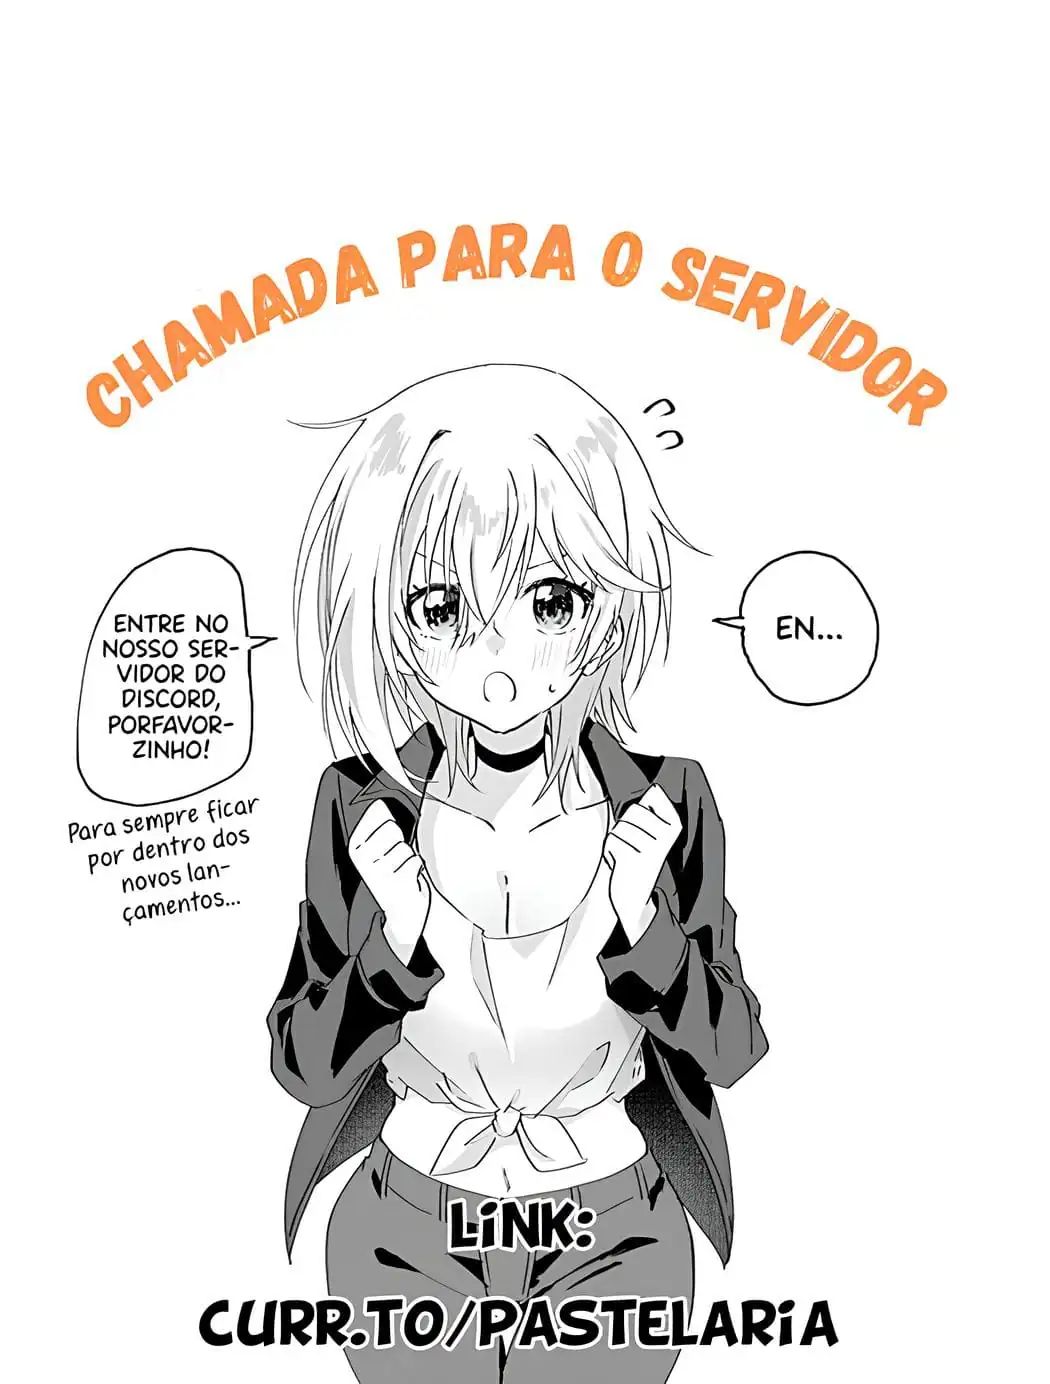 CHAMADA PARA O SERVIDOR
EN...
ENTRE NO
NOSSO SER-
VIDOR DO
DISCORD,
PORFAVOR-
ZINHO!
Para sempre ficar
por dentro dos
novos lan-
çamentos...
LINK:
CURR.TO/PASTELARIA